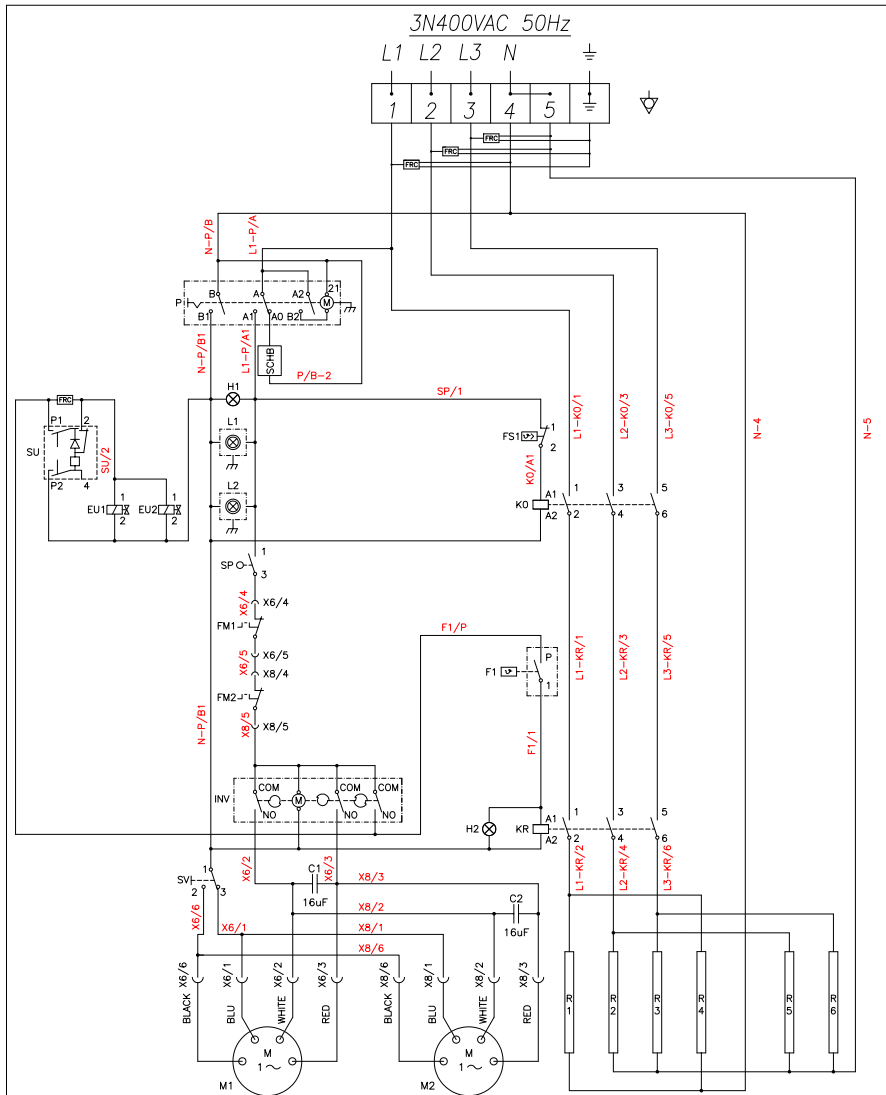 3N400VAC 50Hz
L1 L2 L3 N
1 2 3 4 5
FRC
FRC
FRC
N-P/B
L1-P/A
B A A2 21
P M
B1 A1 A0 B2
N-P/B1
L1-P/A1
SCHB
P/B-2
H1
SP/1
FRC
P1 2
SU
SU/2
P2 4
L1
L2
EU1 1 2
EU2 1 2
FS1 1 2
K0/A1
K0 A1 A2
1 3 5
2 4 6
L1-K0/1
L2-K0/3
L3-K0/5
N-4
N-5
SP 1 3
X6/4 X6/4
FM1
X6/5 X6/5
X8/4
FM2
X8/5 X8/5
N-P/B1
F1/P
F1 P 1
F1/1
L1-KR/1
L2-KR/3
L3-KR/5
INV COM M COM COM
NO NO NO
H2
KR A1 A2
1 3 5
2 4 6
L1-KR/2
L2-KR/4
L3-KR/6
SV 1 2 3
X6/2
C1
16uF
X6/3
X8/3
X8/2
C2
16uF
X6/6
X6/1
X8/1
X8/6
X6/6 X6/1 X6/2 X6/3 X8/6 X8/1 X8/2 X8/3
BLACK BLU WHITE RED BLACK BLU WHITE RED
M
1~
M1
M
1~
M2
R1 R2 R3 R4 R5 R6